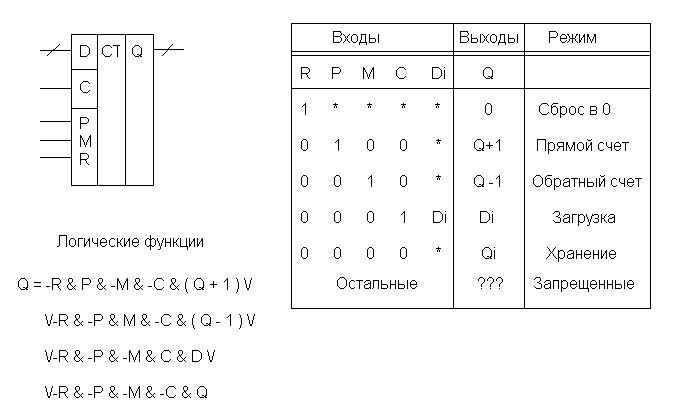 D CT Q
C
P
M
R
Логические функции
Q = -R & P & -M & -C & ( Q + 1 ) V
V-R & -P & M & -C & ( Q - 1 ) V
V-R & -P & -M & C & D V
V-R & -P & -M & -C & Q
Входы Выходы Режим
R P M C Di Q
1 * * * * 0 Сброс в 0
0 1 0 0 * Q+1 Прямой счет
0 0 1 0 * Q -1 Обратный счет
0 0 0 1 Di Di Загрузка
0 0 0 0 * Qi Хранение
Остальные ??? Запрещенные